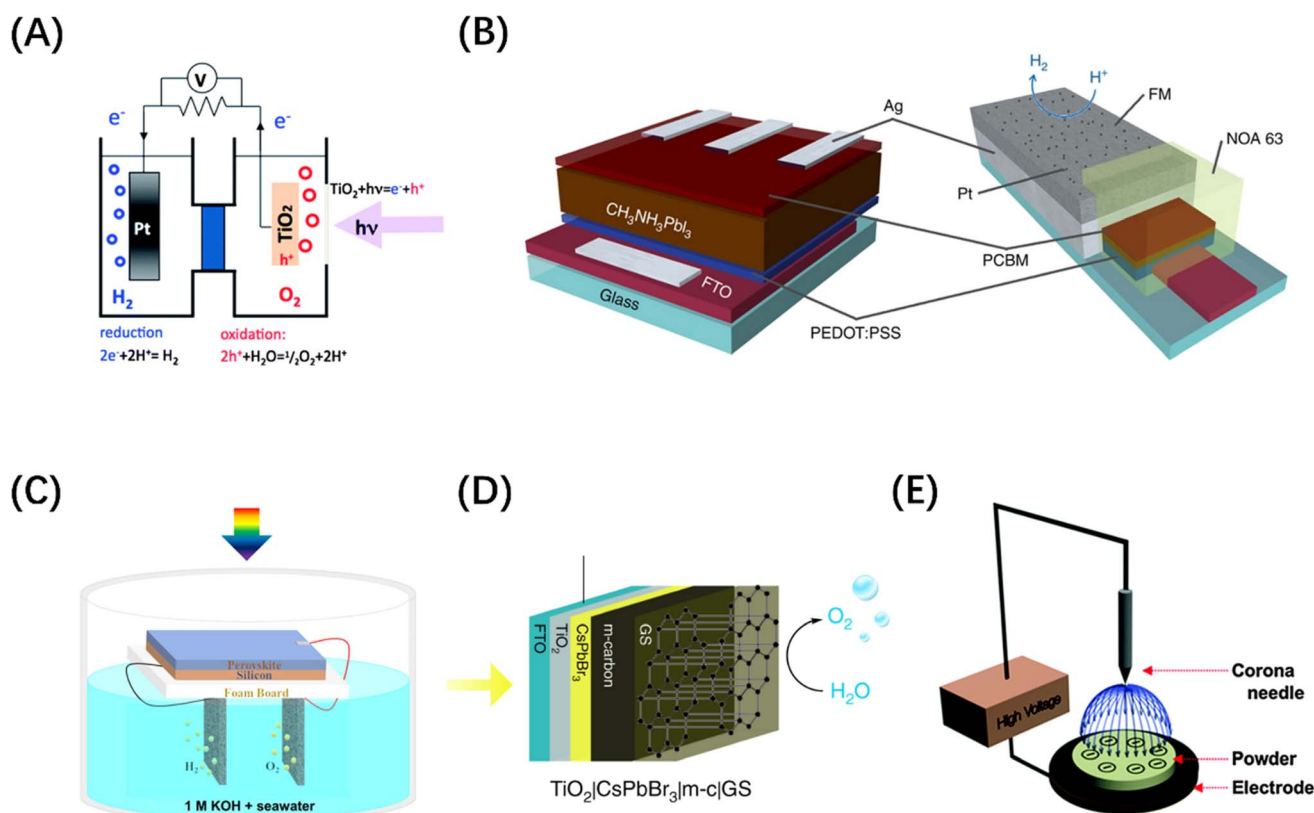 (A)
V
e⁻
e⁻
Pt
TiO₂
h⁺
TiO₂+hν=e⁻+h⁺
hν
H₂
O₂
reduction
2e⁻+2H⁺= H₂
oxidation:
2h⁺+H₂O=¹/₂O₂+2H⁺
(B)
H₂
H⁺
FM
Ag
NOA 63
Pt
CH₃NH₃PbI₃
PCBM
FTO
Glass
PEDOT:PSS
(C)
Perovskite
Silicon
Foam Board
H₂
O₂
1 M KOH + seawater
(D)
FTO
TiO₂
CsPbBr₃
m-carbon
GS
O₂
H₂O
TiO₂|CsPbBr₃|m-c|GS
(E)
High Voltage
Corona
needle
Powder
Electrode